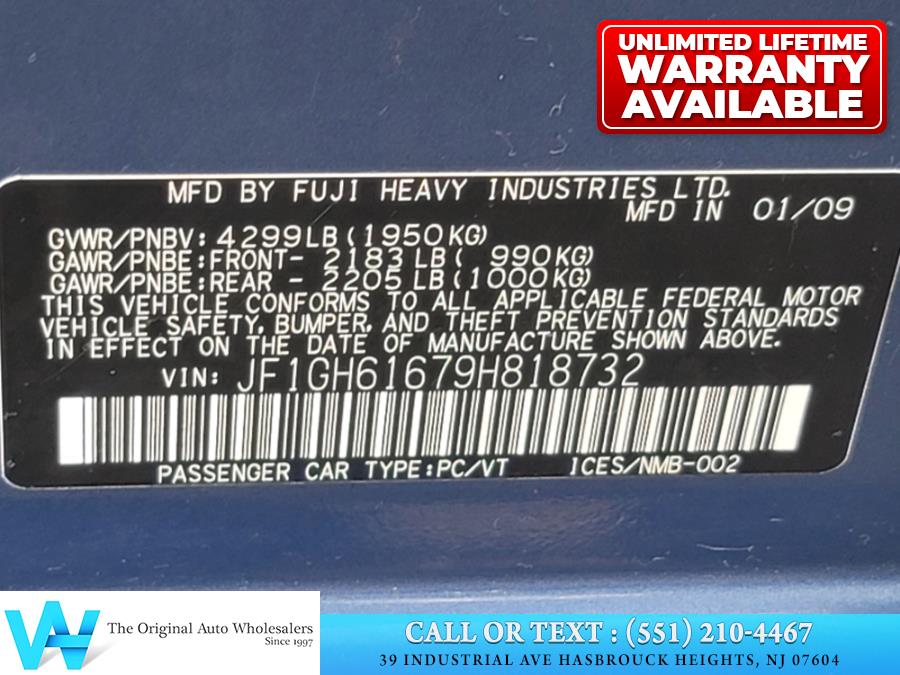 UNLIMITED LIFETIME
WARRANTY
AVAILABLE
MFD BY FUJI HEAVY INDUSTRIES LTD.
MFD IN 01/09
GVWR/PNBV: 4299LB (1950KG)
GAWR/PNBE: FRONT- 2183 LB ( 990KG)
GAWR/PNBE: REAR - 2205 LB (1000KG)
THIS VEHICLE CONFORMS TO ALL APPLICABLE FEDERAL MOTOR
VEHICLE SAFETY, BUMPER, AND THEFT PREVENTION STANDARDS
IN EFFECT ON THE DATE OF MANUFACTURE SHOWN ABOVE.
VIN: JF1GH61679H818732
PASSENGER CAR TYPE:PC/VT ICES/NMB-002
The Original Auto Wholesalers
Since 1997
CALL OR TEXT : (551) 210-4467
39 INDUSTRIAL AVE HASBROUCK HEIGHTS, NJ 07604